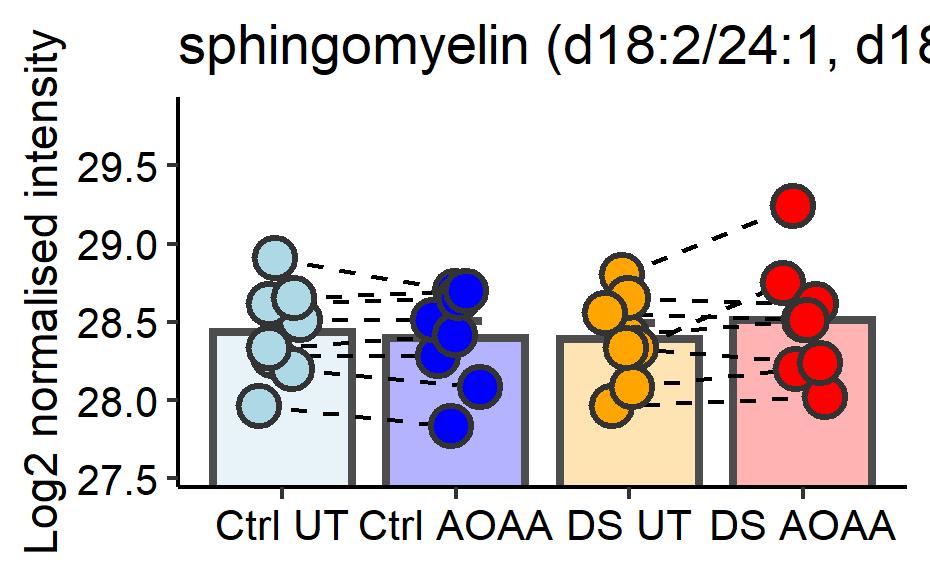 sphingomyelin (d18:2/24:1, d18
Log2 normalised intensity
29.5
29.0
28.5
28.0
27.5
Ctrl UT Ctrl AOAA DS UT DS AOAA